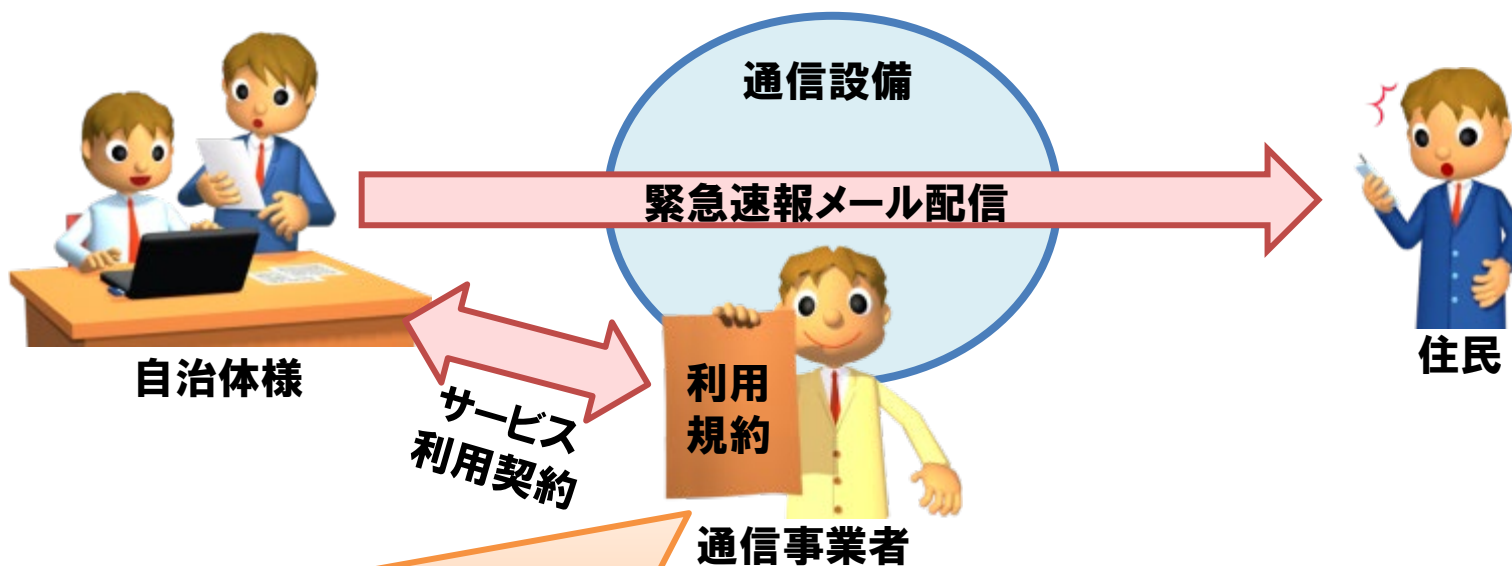 通信設備
緊急速報メール配信
自治体様
住民
サービス
利用契約
利用
規約
通信事業者